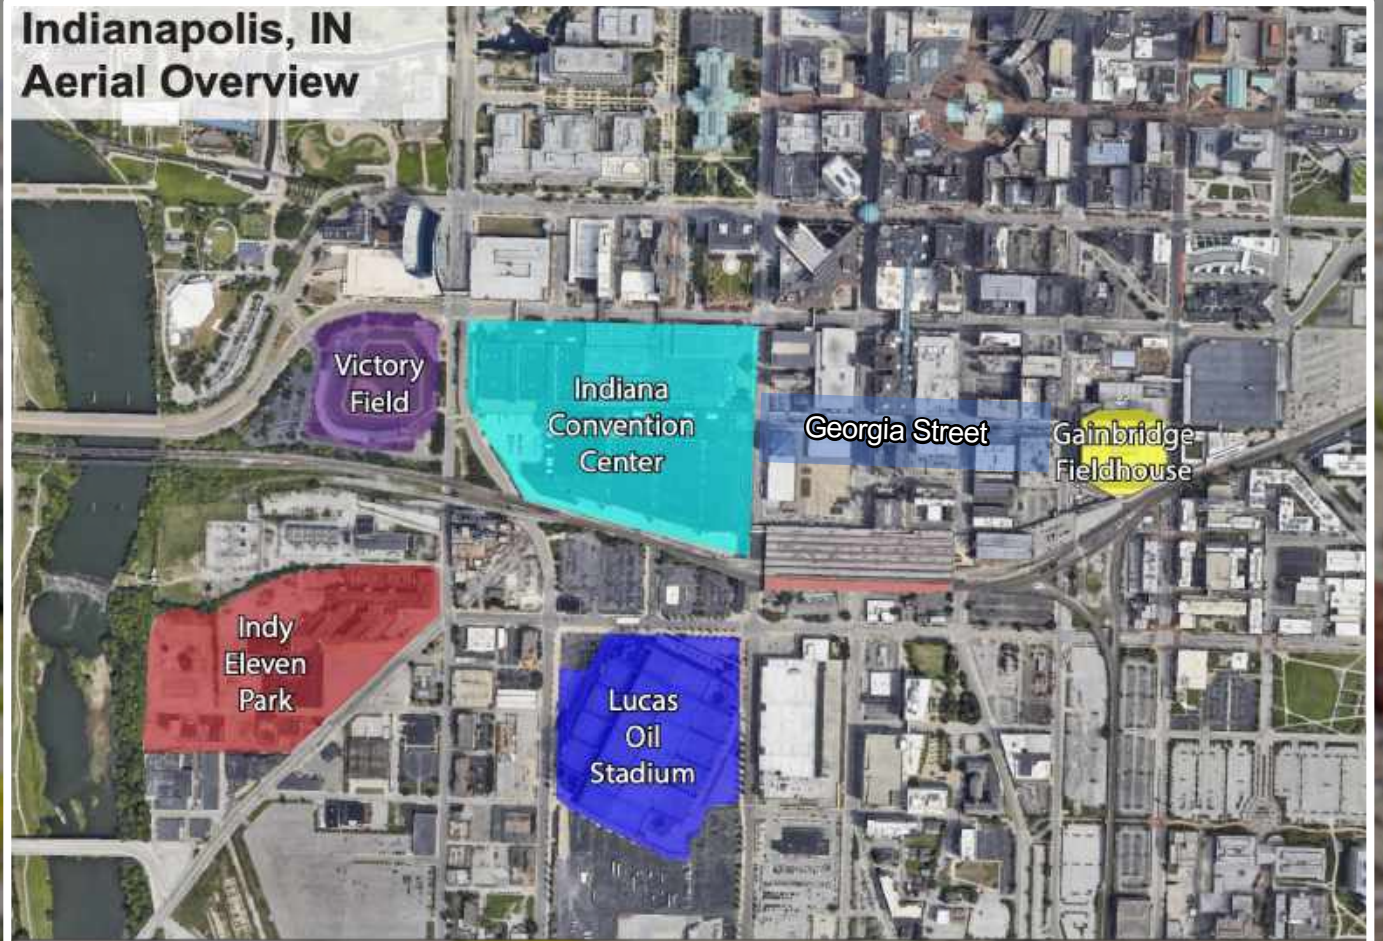 Indianapolis, IN
Aerial Overview
Victory
Field
Indiana
Convention
Center
Georgia Street
Gainbridge
Fieldhouse
Indy
Eleven
Park
Lucas
Oil
Stadium